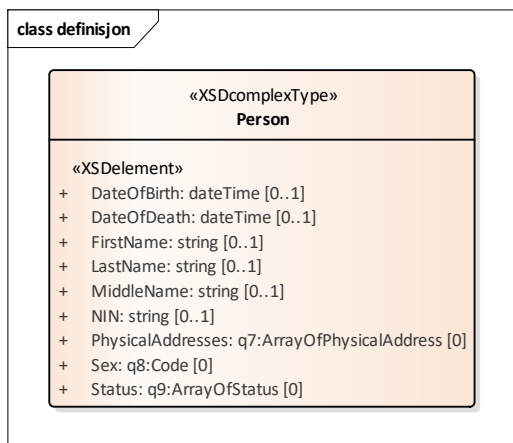 class definisjon
«XSDcomplexType»
Person
«XSDelement»
+ DateOfBirth: dateTime [0..1]
+ DateOfDeath: dateTime [0..1]
+ FirstName: string [0..1]
+ LastName: string [0..1]
+ MiddleName: string [0..1]
+ NIN: string [0..1]
+ PhysicalAddresses: q7:ArrayOfPhysicalAddress [0]
+ Sex: q8:Code [0]
+ Status: q9:ArrayOfStatus [0]